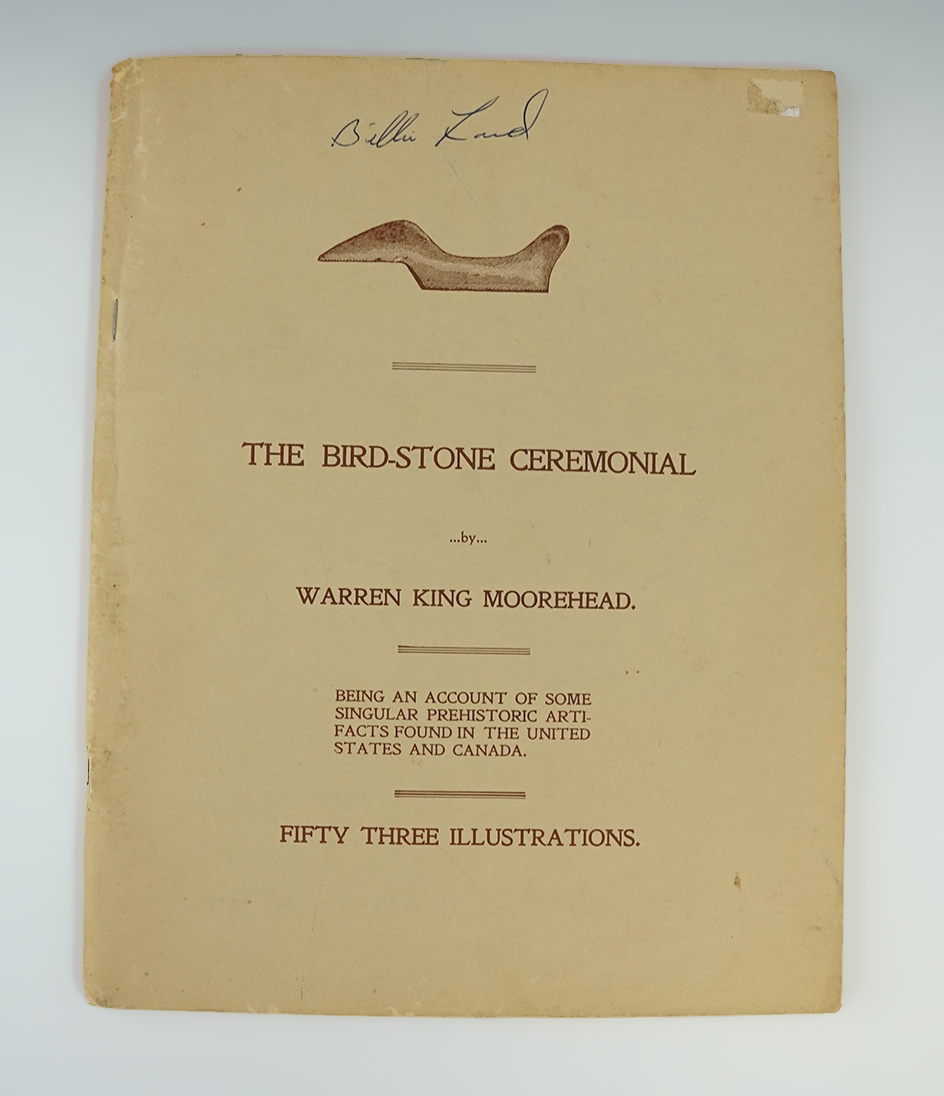 Billie Land
THE BIRD-STONE CEREMONIAL
...by...
WARREN KING MOOREHEAD.
BEING AN ACCOUNT OF SOME
SINGULAR PREHISTORIC ARTI-
FACTS FOUND IN THE UNITED
STATES AND CANADA.
FIFTY THREE ILLUSTRATIONS.